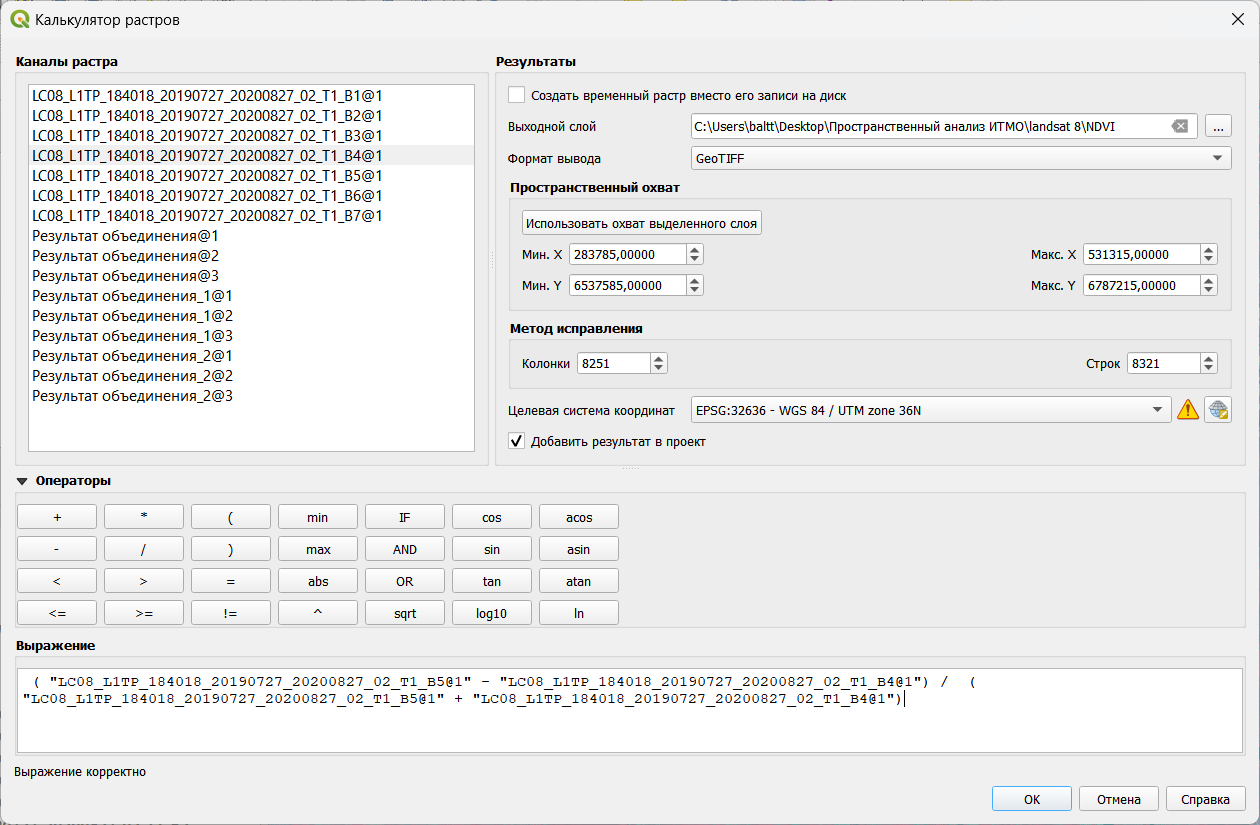 Калькулятор растров
Каналы растра
LC08_L1TP_184018_20190727_20200827_02_T1_B1@1
LC08_L1TP_184018_20190727_20200827_02_T1_B2@1
LC08_L1TP_184018_20190727_20200827_02_T1_B3@1
LC08_L1TP_184018_20190727_20200827_02_T1_B4@1
LC08_L1TP_184018_20190727_20200827_02_T1_B5@1
LC08_L1TP_184018_20190727_20200827_02_T1_B6@1
LC08_L1TP_184018_20190727_20200827_02_T1_B7@1
Результат объединения@1
Результат объединения@2
Результат объединения@3
Результат объединения_1@1
Результат объединения_1@2
Результат объединения_1@3
Результат объединения_2@1
Результат объединения_2@2
Результат объединения_2@3
Результаты
Создать временный растр вместо его записи на диск
Выходной слой C:\Users\baltt\Desktop\Пространственный анализ ИТМО\landsat 8\NDVI ...
Формат вывода GeoTIFF
Пространственный охват
Использовать охват выделенного слоя
Мин. X 283785,00000 Макс. X 531315,00000
Мин. Y 6537585,00000 Макс. Y 6787215,00000
Метод исправления
Колонки 8251 Строк 8321
Целевая система координат EPSG:32636 - WGS 84 / UTM zone 36N
Добавить результат в проект
Операторы
+ * ( min IF cos acos
- / ) max AND sin asin
< > = abs OR tan atan
<= >= != ^ sqrt log10 ln
Выражение
( "LC08_L1TP_184018_20190727_20200827_02_T1_B5@1" - "LC08_L1TP_184018_20190727_20200827_02_T1_B4@1") / (
"LC08_L1TP_184018_20190727_20200827_02_T1_B5@1" + "LC08_L1TP_184018_20190727_20200827_02_T1_B4@1")
Выражение корректно
OK Отмена Справка